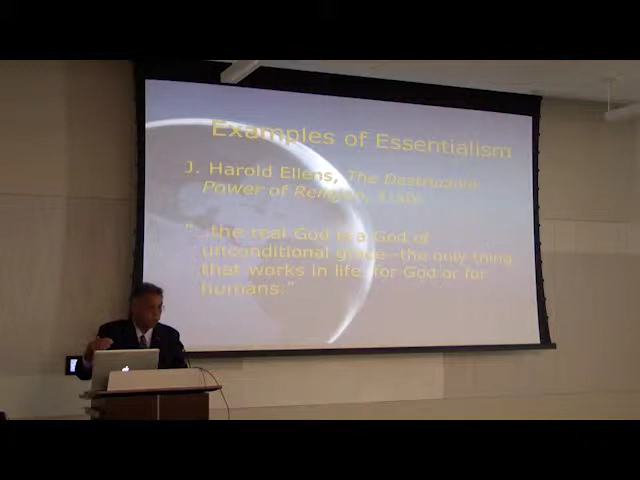 Examples of Essentialism
J. Harold Ellens, The Destructive
Power of Religion,
"...the real God is a God of
unconditional grace--the only thing
that works in life, for God or for
humans."